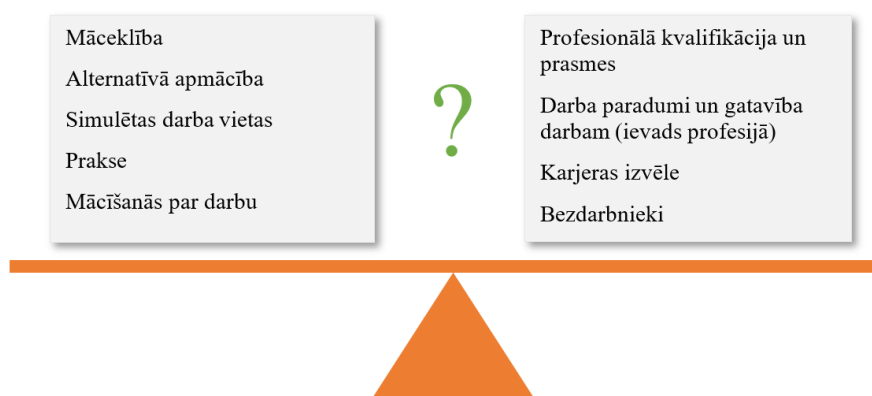 Māceklība
Alternatīvā apmācība
Simulētas darba vietas
Prakse
Mācīšanās par darbu
?
Profesionālā kvalifikācija un
prasmes
Darba paradumi un gatavība
darbam (ievads profesijā)
Karjeras izvēle
Bezdarbnieki